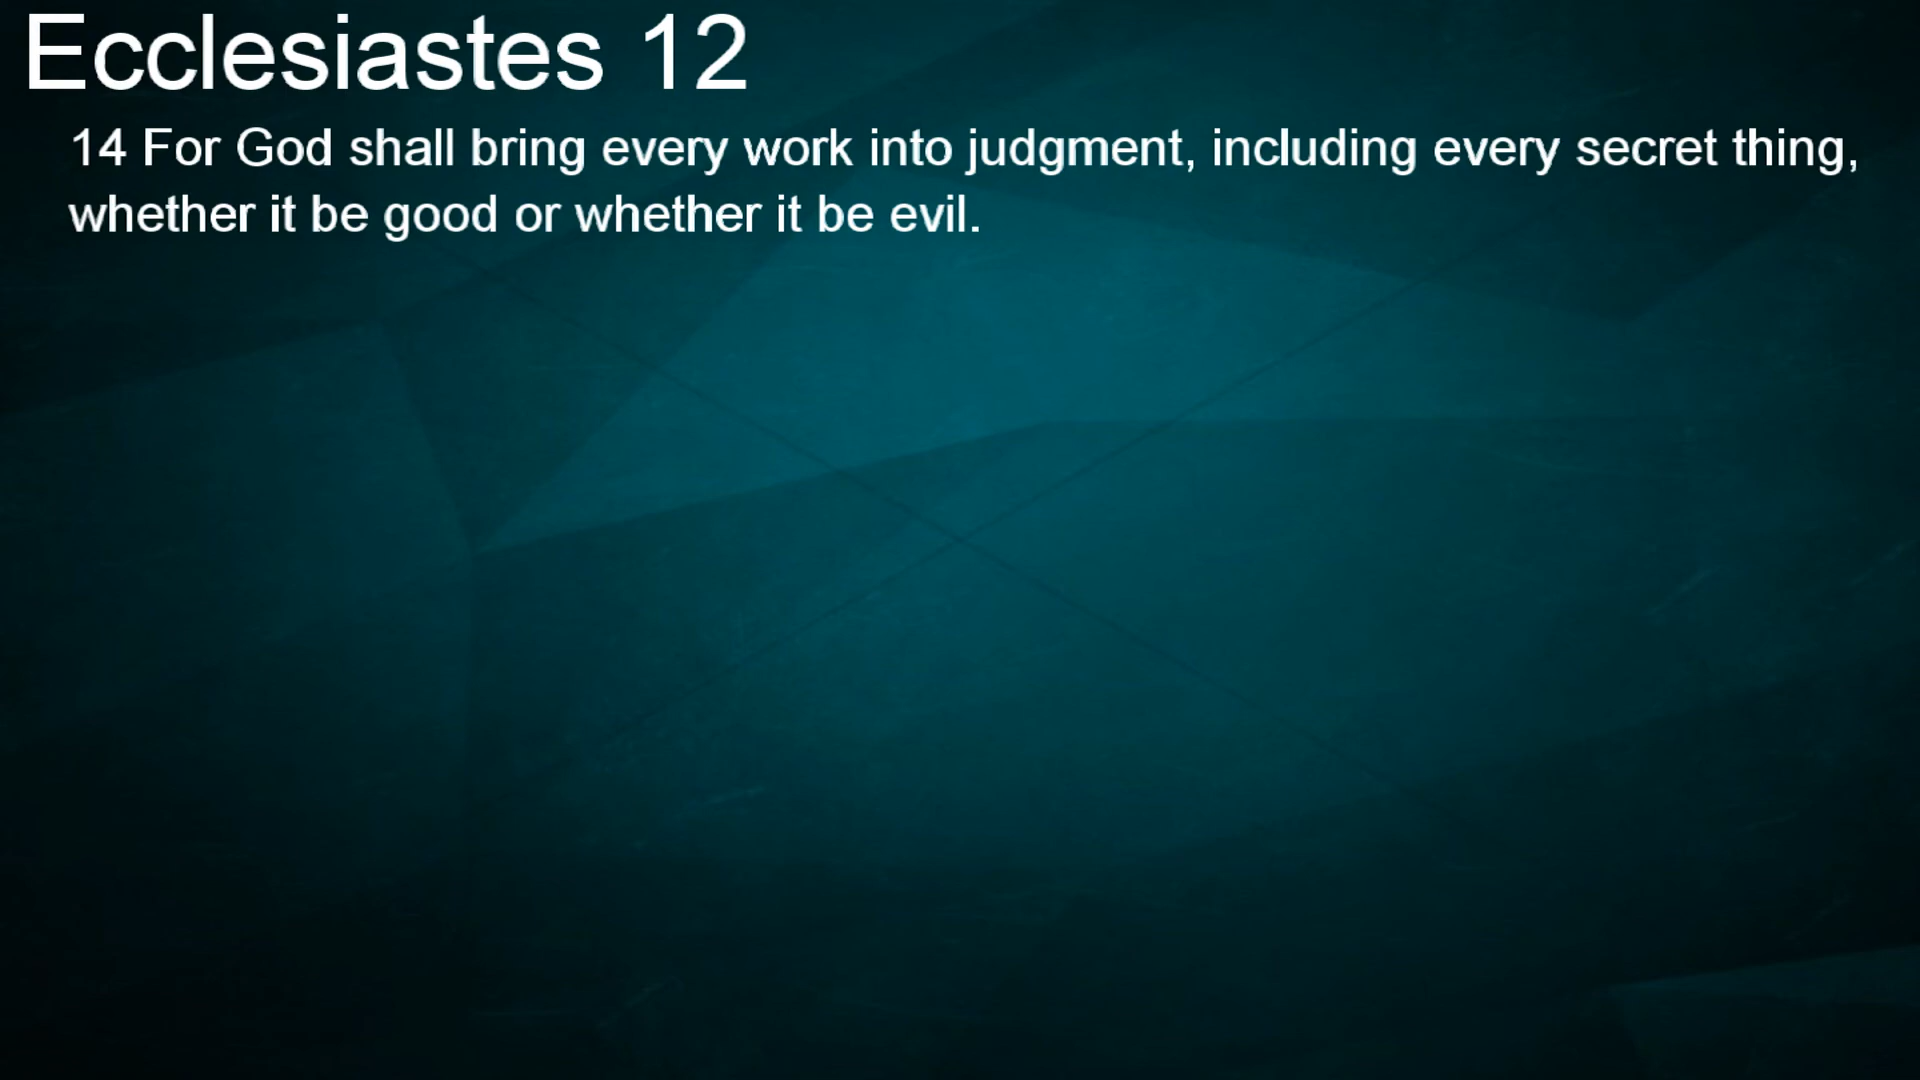 Ecclesiastes 12
14 For God shall bring every work into judgment, including every secret thing,
whether it be good or whether it be evil.